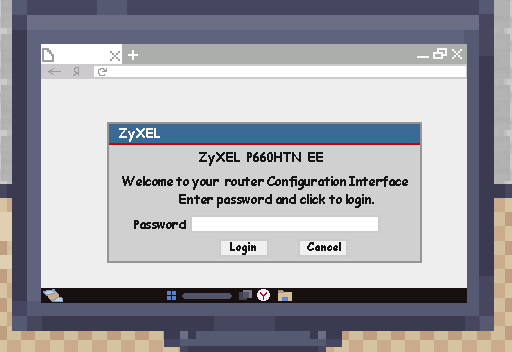 Я
ZyXEL
ZyXEL P660HTN EE
Welcome to your router Configuration Interface
Enter password and click to login.
Password
Login Cancel